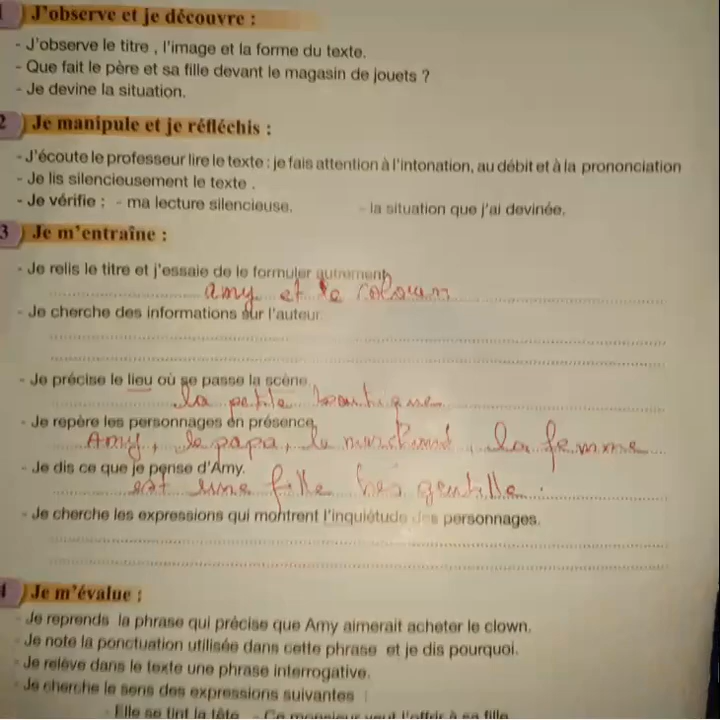 1 J'observe et je découvre :
- J'observe le titre , l'image et la forme du texte.
- Que fait le père et sa fille devant le magasin de jouets ?
- Je devine la situation.
2 Je manipule et je réfléchis :
- J'écoute le professeur lire le texte : je fais attention à l'intonation, au débit et à la prononciation
- Je lis silencieusement le texte .
- Je vérifie : - ma lecture silencieuse. - la situation que j'ai devinée.
3 Je m'entraîne :
- Je relis le titre et j'essaie de le formuler autrement.
amy et le
- Je cherche des informations sur l'auteur.
- Je précise le lieu où se passe la scène.
la petite boutique
- Je repère les personnages en présence.
Amy, le papa, le marchand, la femme
- Je dis ce que je pense d'Amy.
est une fille très gentille.
- Je cherche les expressions qui montrent l'inquiétude des personnages.
4 Je m'évalue :
- Je reprends la phrase qui précise que Amy aimerait acheter le clown.
- Je note la ponctuation utilisée dans cette phrase et je dis pourquoi.
- Je relève dans le texte une phrase interrogative.
- Je cherche le sens des expressions suivantes :
- Elle se tint la tête - Ce monsieur veut l'offrir à sa fille